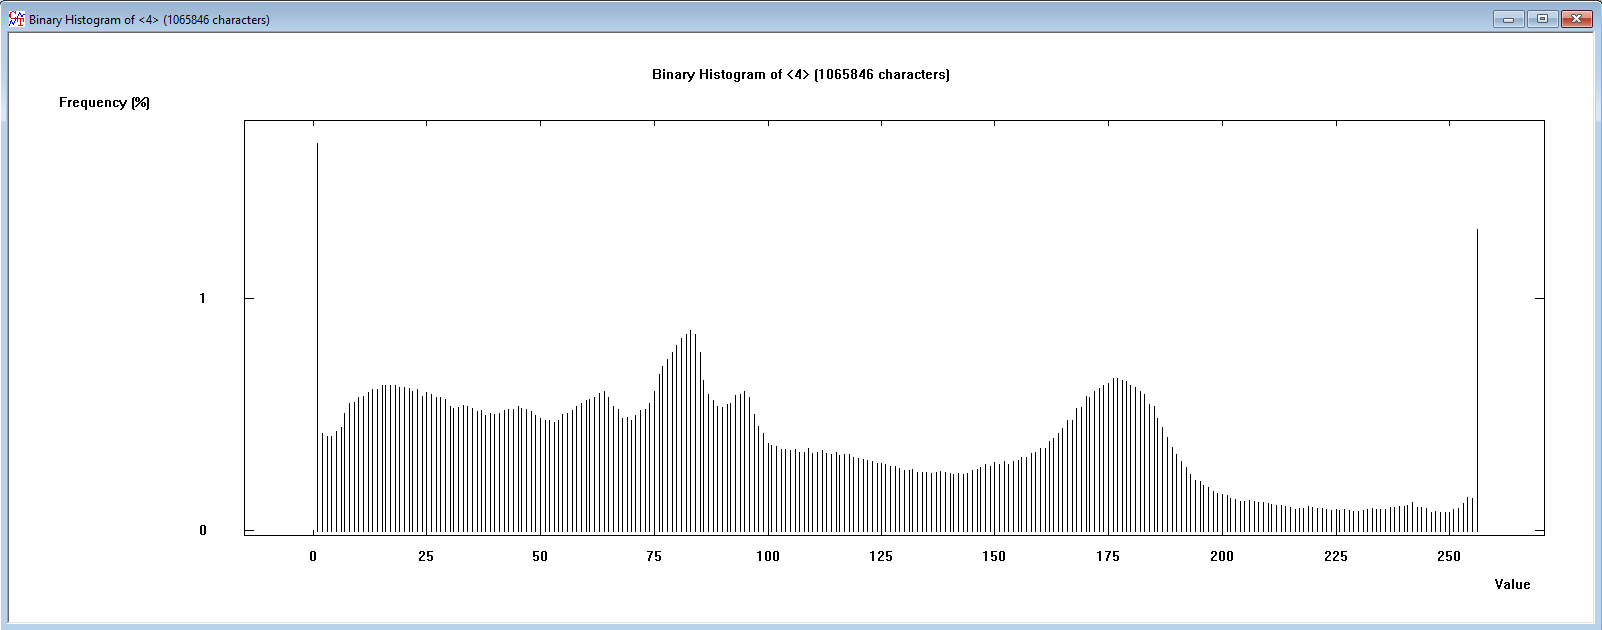 Binary Histogram of <4> (1065846 characters)
Binary Histogram of <4> (1065846 characters)
Frequency (%)
1
0
0 25 50 75 100 125 150 175 200 225 250
Value